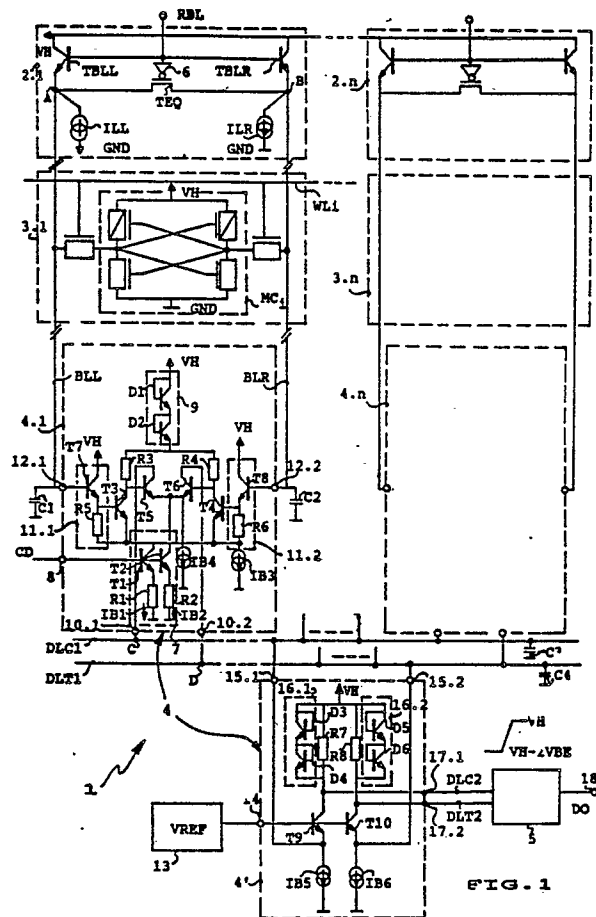 RBL
VH
2.1
TBLL
6
TBLR
2.n
A
TEQ
B
ILL
ILR
GND
GND
WLi
VH
3.1
3.n
GND
MCi
BLL
BLR
VH
D1
4.1
9
4.n
D2
VH
VH
12.1
T7
R3
R4
T8
12.2
C1
T3
T6
C2
R5
T5
T4
R6
11.1
11.2
T2
IB4
IB3
CD
8
T1
R1
R2
IB1
IB2
10.1
10.2
C
7
DLC1
C3
DLT1
D
C4
15.1
15.2
16.1
VH
16.2
4
D3
D5
VH
R7
VH-2VBE
R8
D6
17.1
D4
1
DLC2
18
14
DLT2
DO
VREF
17.2
5
T9
T10
13
IB5
IB6
4'
FIG.1